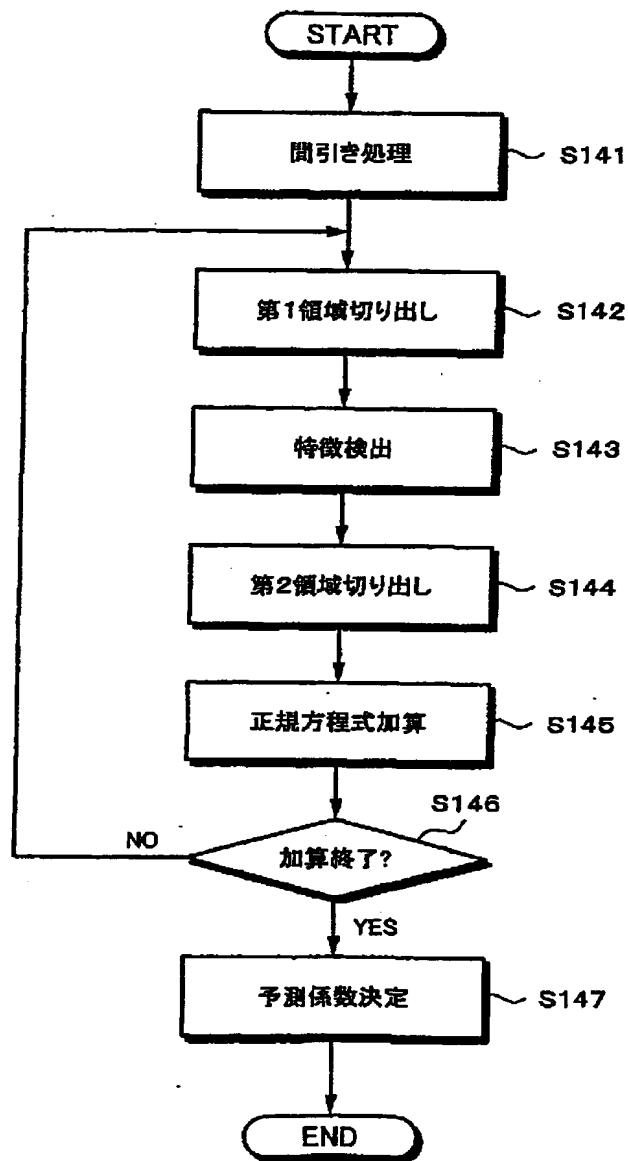 START
間引き処理
S141
第1領域切り出し
S142
特徴検出
S143
第2領域切り出し
S144
正規方程式加算
S145
S146
NO
加算終了?
YES
予測係数決定
S147
END